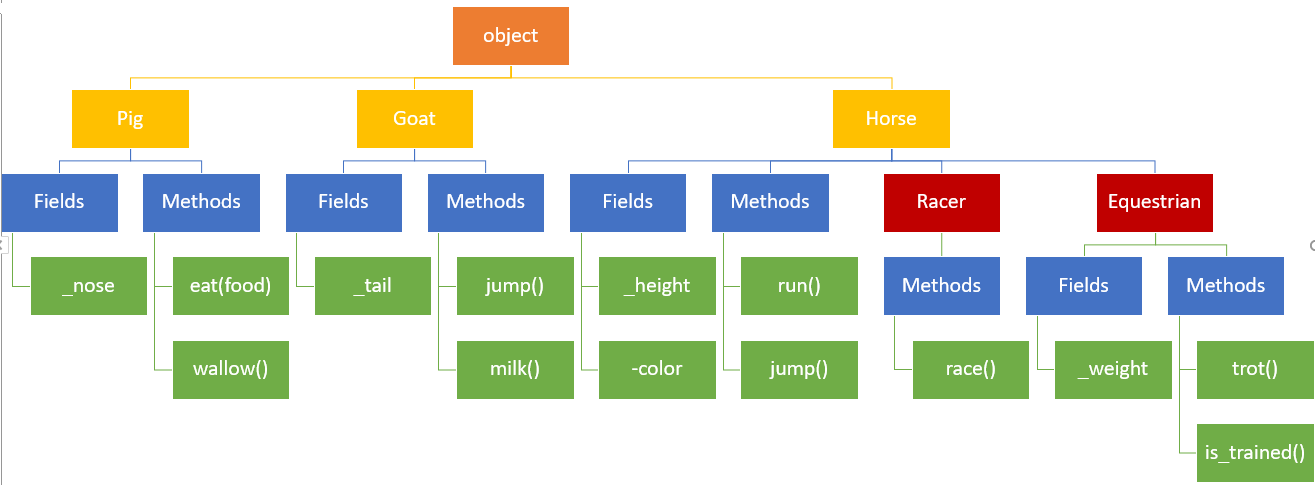 object
Pig
Goat
Horse
Fields
Methods
Fields
Methods
Fields
Methods
Racer
Equestrian
_nose
eat(food)
_tail
jump()
_height
run()
Methods
Fields
Methods
wallow()
milk()
-color
jump()
race()
_weight
trot()
is_trained()